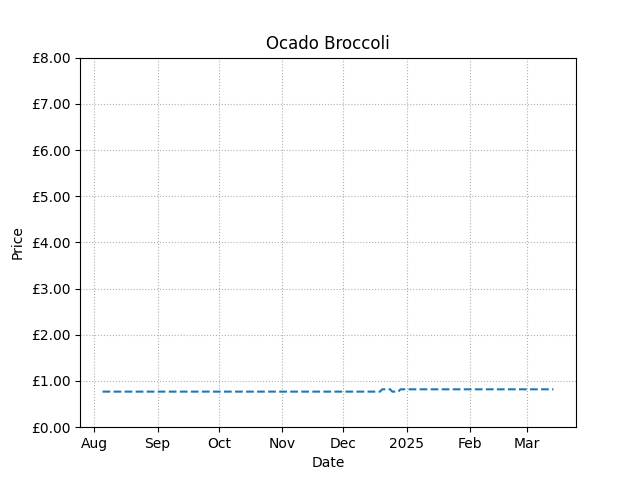 Ocado Broccoli
£8.00
£7.00
£6.00
£5.00
£4.00
£3.00
£2.00
£1.00
£0.00
Price
Aug Sep Oct Nov Dec 2025 Feb Mar
Date